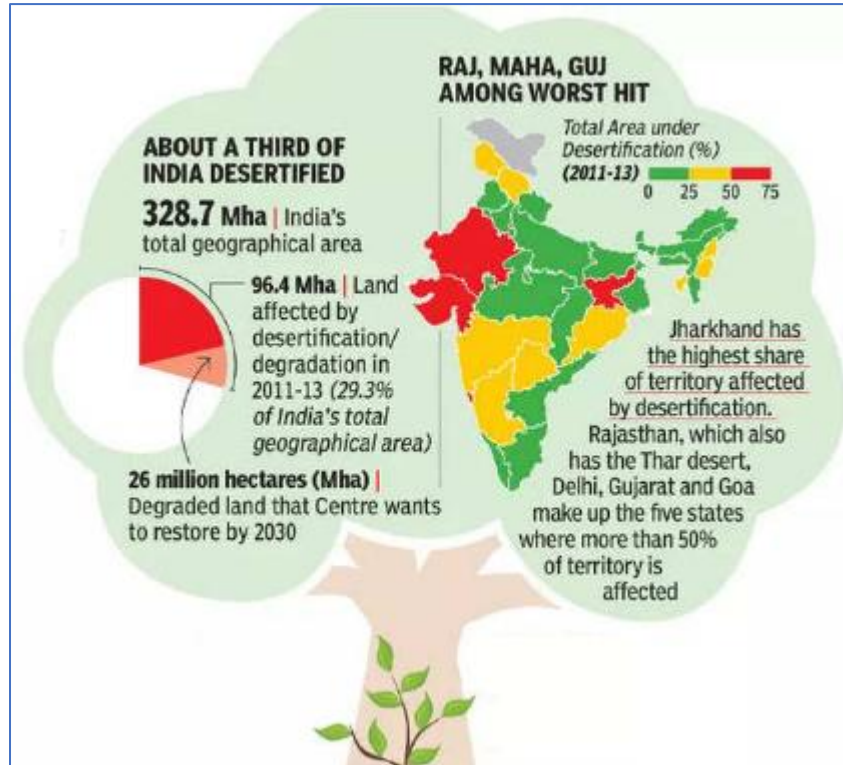 ABOUT A THIRD OF
INDIA DESERTIFIED
328.7 Mha | India's
total geographical area
96.4 Mha | Land
affected by
desertification/
degradation in
2011-13 (29.3%
of India's total
geographical area)
26 million hectares (Mha) |
Degraded land that Centre wants
to restore by 2030
RAJ, MAHA, GUJ
AMONG WORST HIT
Total Area under
Desertification (%)
(2011-13)
0 25 50 75
Jharkhand has
the highest share
of territory affected
by desertification.
Rajasthan, which also
has the Thar desert,
Delhi, Gujarat and Goa
make up the five states
where more than 50%
of territory is
affected